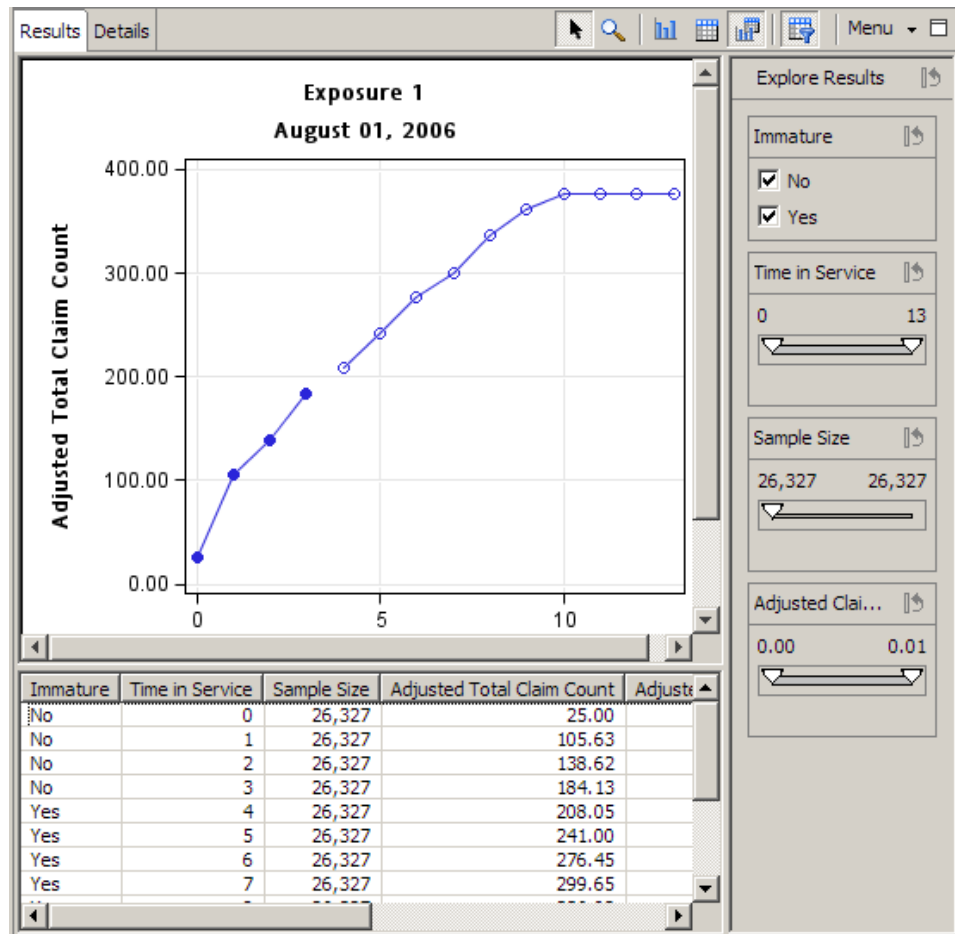 Results Details Menu
Exposure 1
August 01, 2006
Adjusted Total Claim Count
400.00
300.00
200.00
100.00
0.00
0 5 10
Explore Results
Immature
No
Yes
Time in Service
0 13
Sample Size
26,327 26,327
Adjusted Clai...
0.00 0.01
Immature Time in Service Sample Size Adjusted Total Claim Count Adjuste
No 0 26,327 25.00
No 1 26,327 105.63
No 2 26,327 138.62
No 3 26,327 184.13
Yes 4 26,327 208.05
Yes 5 26,327 241.00
Yes 6 26,327 276.45
Yes 7 26,327 299.65